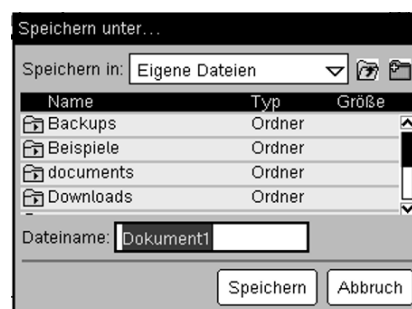 Speichern unter...
Speichern in: Eigene Dateien
Name Typ Größe
Backups Ordner
Beispiele Ordner
documents Ordner
Downloads Ordner
Dateiname: Dokument1
Speichern Abbruch